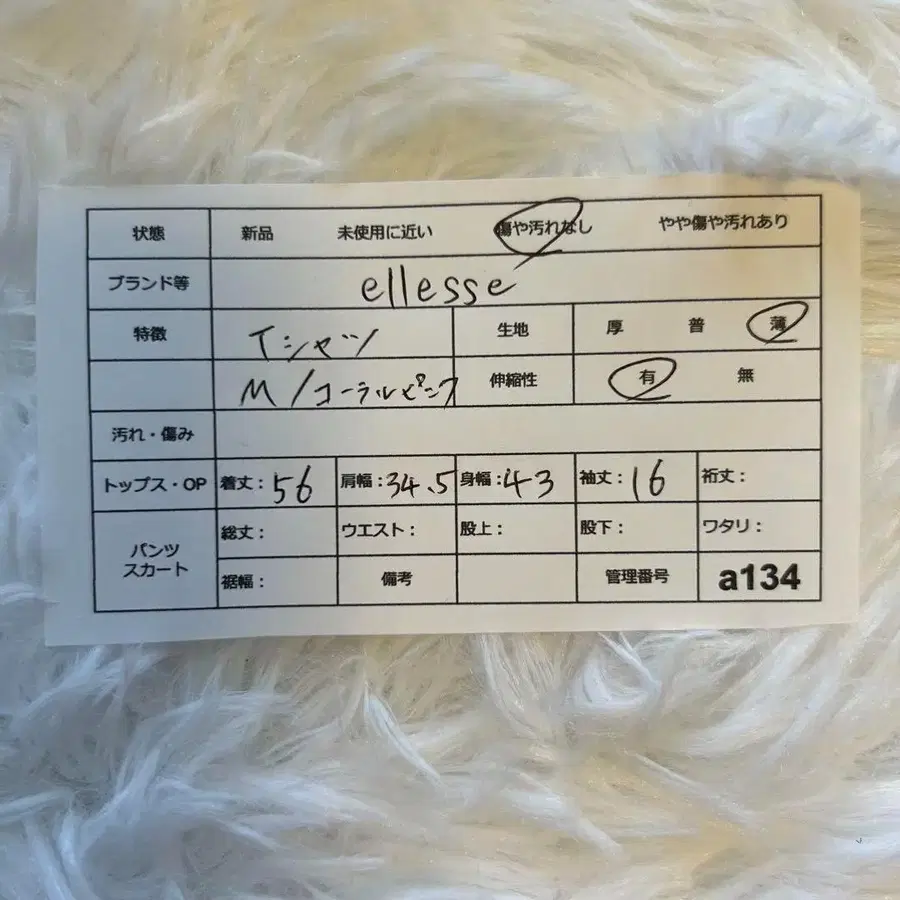 状態 新品 未使用に近い 傷や汚れなし やや傷や汚れあり
ブランド等 ellesse
特徴 Tシャツ 生地 厚 普 薄
M/コーラルピンク 伸縮性 有 無
汚れ・傷み
トップス・OP 着丈:56 肩幅:34.5 身幅:43 袖丈:16 裄丈:
パンツ スカート 総丈: ウエスト: 股上: 股下: ワタリ:
裾幅: 備考 管理番号 a134